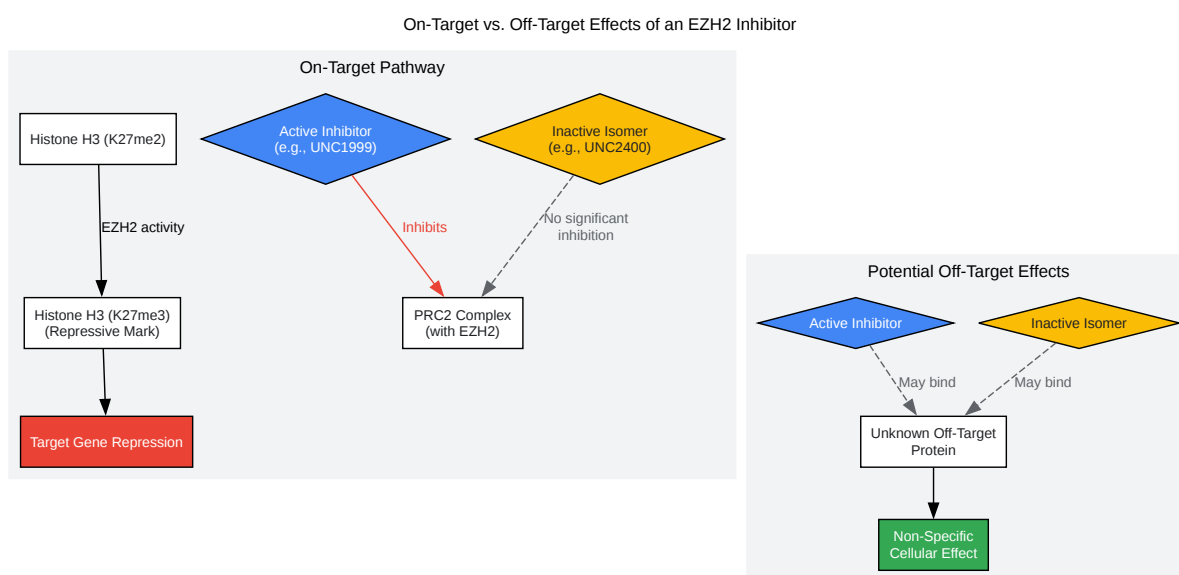 On-Target vs. Off-Target Effects of an EZH2 Inhibitor
On-Target Pathway
Histone H3 (K27me2)
Active Inhibitor
(e.g., UNC1999)
Inactive Isomer
(e.g., UNC2400)
EZH2 activity
Inhibits
No significant
inhibition
Histone H3 (K27me3)
(Repressive Mark)
PRC2 Complex
(with EZH2)
Target Gene Repression
Potential Off-Target Effects
Active Inhibitor
Inactive Isomer
May bind
May bind
Unknown Off-Target
Protein
Non-Specific
Cellular Effect